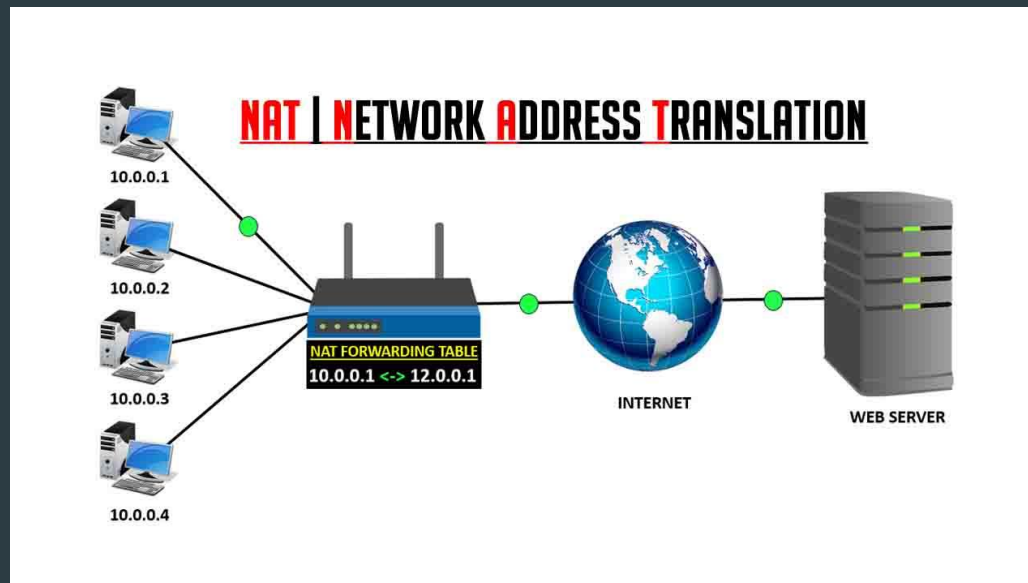 NAT | NETWORK ADDRESS TRANSLATION
10.0.0.1
10.0.0.2
10.0.0.3
10.0.0.4
NAT FORWARDING TABLE
10.0.0.1 <-> 12.0.0.1
INTERNET
WEB SERVER